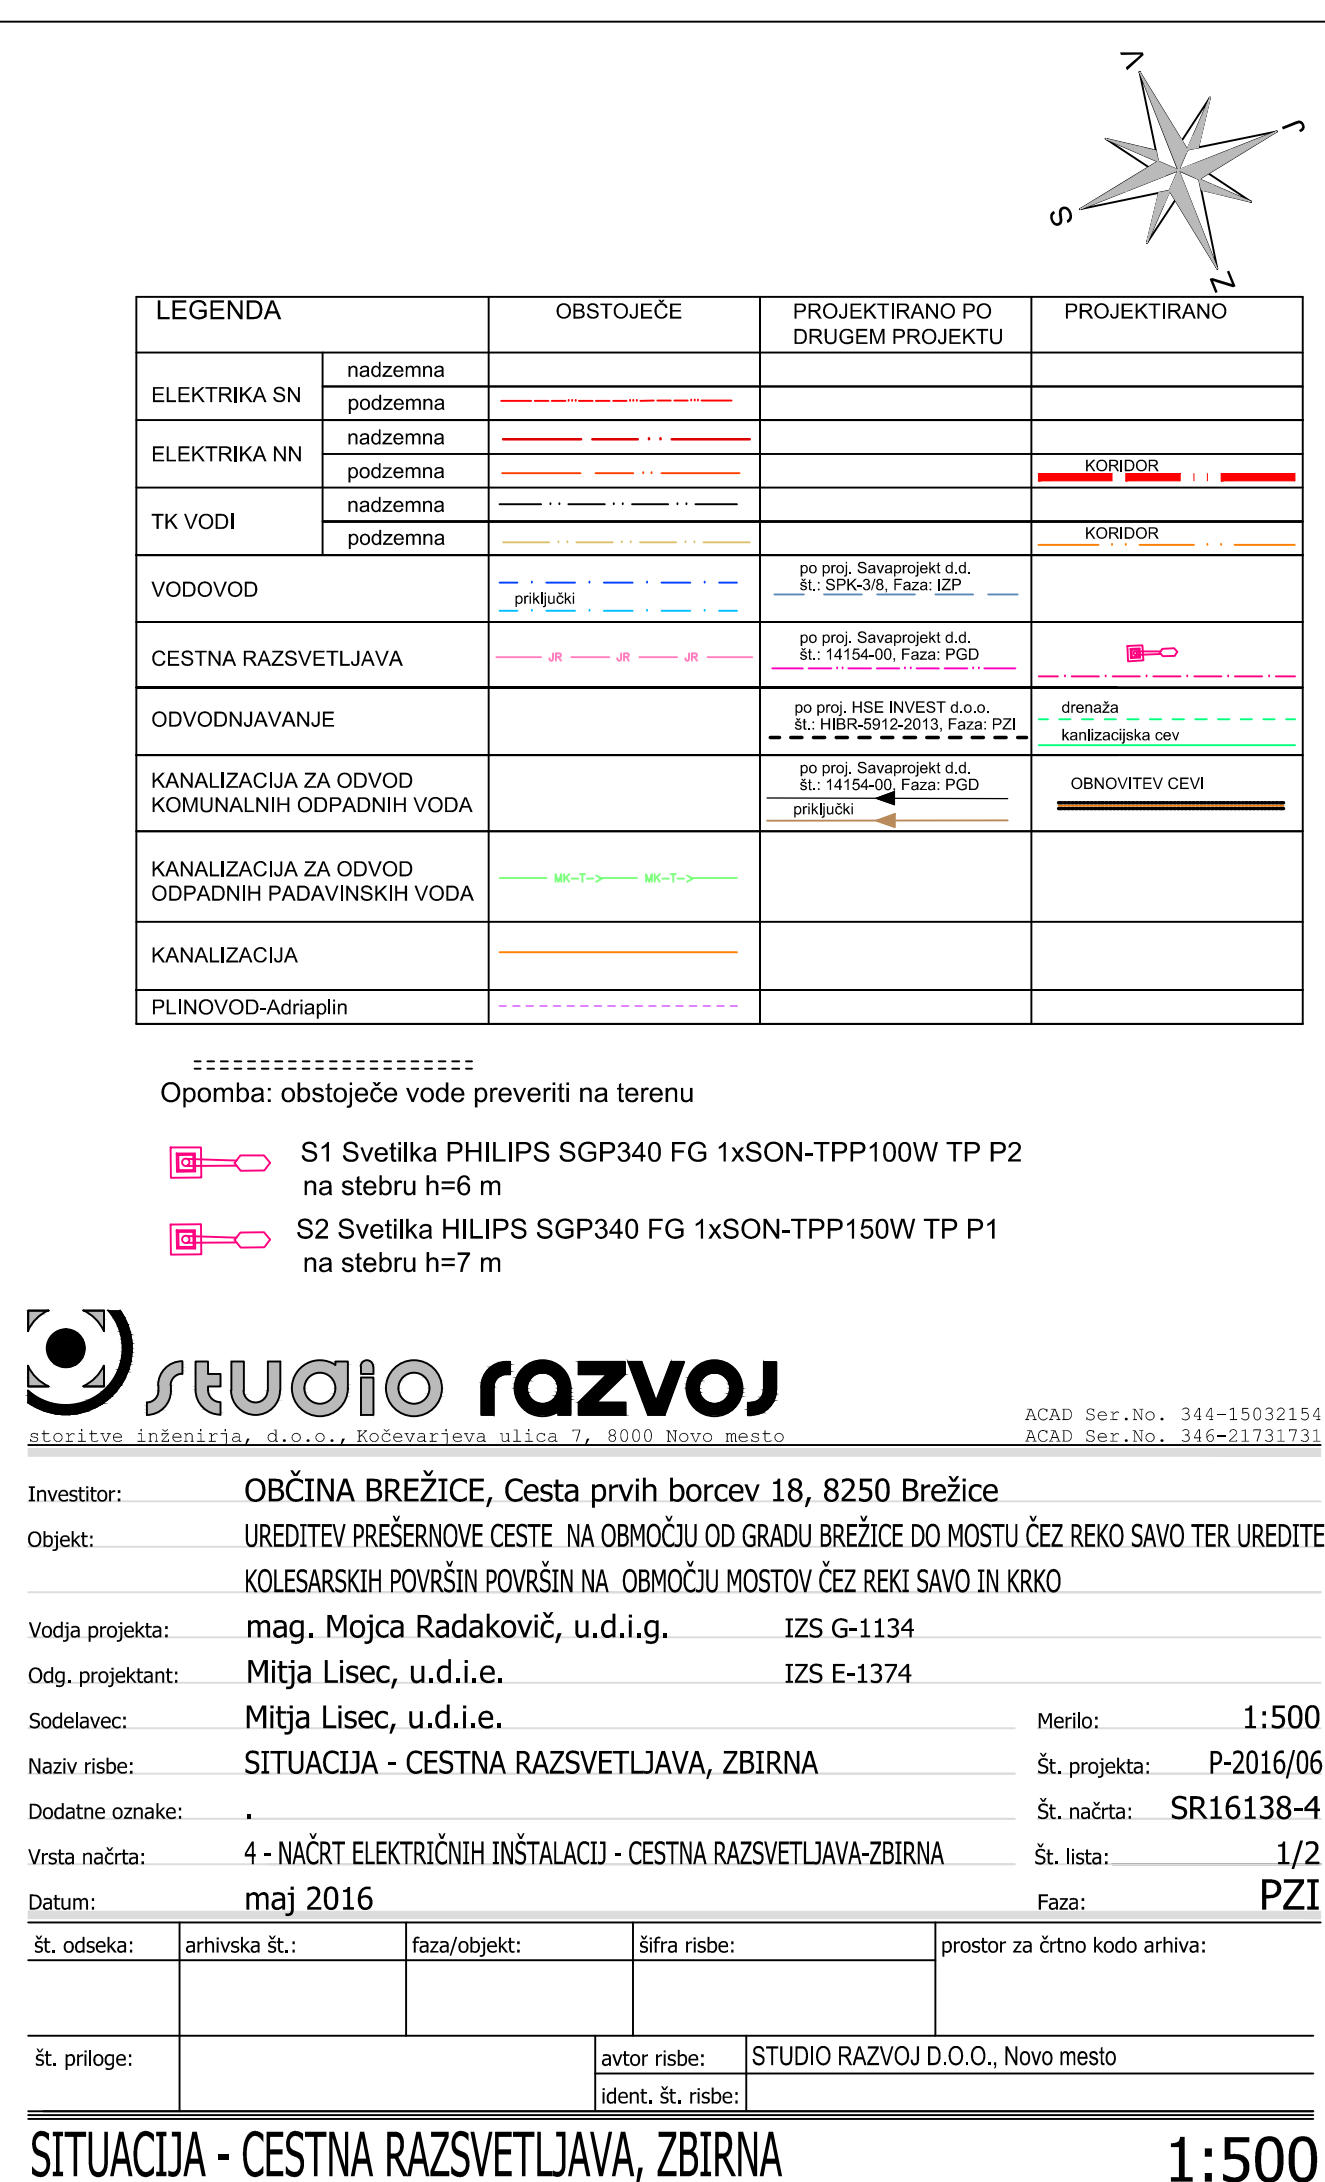 V
J
S
Z
LEGENDA OBSTOJEČE PROJEKTIRANO PO PROJEKTIRANO
DRUGEM PROJEKTU
ELEKTRIKA SN nadzemna
podzemna
ELEKTRIKA NN nadzemna
podzemna KORIDOR
TK VODI nadzemna
podzemna KORIDOR
VODOVOD priključki po proj. Savaprojekt d.d.
št.: SPK-3/8, Faza: IZP
CESTNA RAZSVETLJAVA JR JR JR po proj. Savaprojekt d.d.
št.: 14154-00, Faza: PGD
ODVODNJAVANJE po proj. HSE INVEST d.o.o. drenaža
št.: HIBR-5912-2013, Faza: PZI kanlizacijska cev
KANALIZACIJA ZA ODVOD po proj. Savaprojekt d.d. OBNOVITEV CEVI
KOMUNALNIH ODPADNIH VODA št.: 14154-00, Faza: PGD
priključki
KANALIZACIJA ZA ODVOD MK-T-> MK-T->
ODPADNIH PADAVINSKIH VODA
KANALIZACIJA
PLINOVOD-Adriaplin
Opomba: obstoječe vode preveriti na terenu
S1 Svetilka PHILIPS SGP340 FG 1xSON-TPP100W TP P2
na stebru h=6 m
S2 Svetilka HILIPS SGP340 FG 1xSON-TPP150W TP P1
na stebru h=7 m
studio razvoj
ACAD Ser.No. 344-15032154
storitve inženirja, d.o.o., Kočevarjeva ulica 7, 8000 Novo mesto ACAD Ser.No. 346-21731731
Investitor: OBČINA BREŽICE, Cesta prvih borcev 18, 8250 Brežice
Objekt: UREDITEV PREŠERNOVE CESTE NA OBMOČJU OD GRADU BREŽICE DO MOSTU ČEZ REKO SAVO TER UREDITE
KOLESARSKIH POVRŠIN POVRŠIN NA OBMOČJU MOSTOV ČEZ REKI SAVO IN KRKO
Vodja projekta: mag. Mojca Radakovič, u.d.i.g. IZS G-1134
Odg. projektant: Mitja Lisec, u.d.i.e. IZS E-1374
Sodelavec: Mitja Lisec, u.d.i.e. Merilo: 1:500
Naziv risbe: SITUACIJA - CESTNA RAZSVETLJAVA, ZBIRNA Št. projekta: P-2016/06
Dodatne oznake: . Št. načrta: SR16138-4
Vrsta načrta: 4 - NAČRT ELEKTRIČNIH INŠTALACIJ - CESTNA RAZSVETLJAVA-ZBIRNA Št. lista: 1/2
Datum: maj 2016 Faza: PZI
št. odseka: arhivska št.: faza/objekt: šifra risbe: prostor za črtno kodo arhiva:
št. priloge: avtor risbe: STUDIO RAZVOJ D.O.O., Novo mesto
ident. št. risbe:
SITUACIJA - CESTNA RAZSVETLJAVA, ZBIRNA 1:500